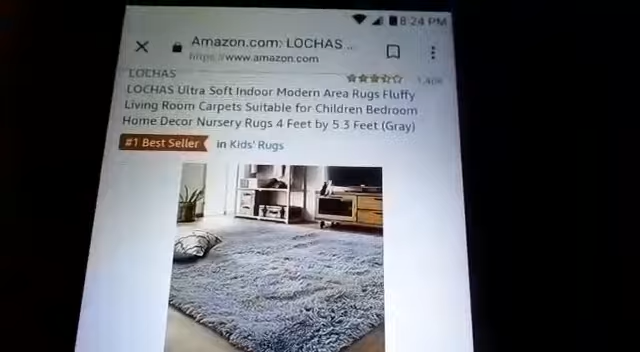 8:24 PM
Amazon.com: LOCHAS ...
https://www.amazon.com
LOCHAS
LOCHAS Ultra Soft Indoor Modern Area Rugs Fluffy
Living Room Carpets Suitable for Children Bedroom
Home Decor Nursery Rugs 4 Feet by 5.3 Feet (Gray)
#1 Best Seller in Kids' Rugs